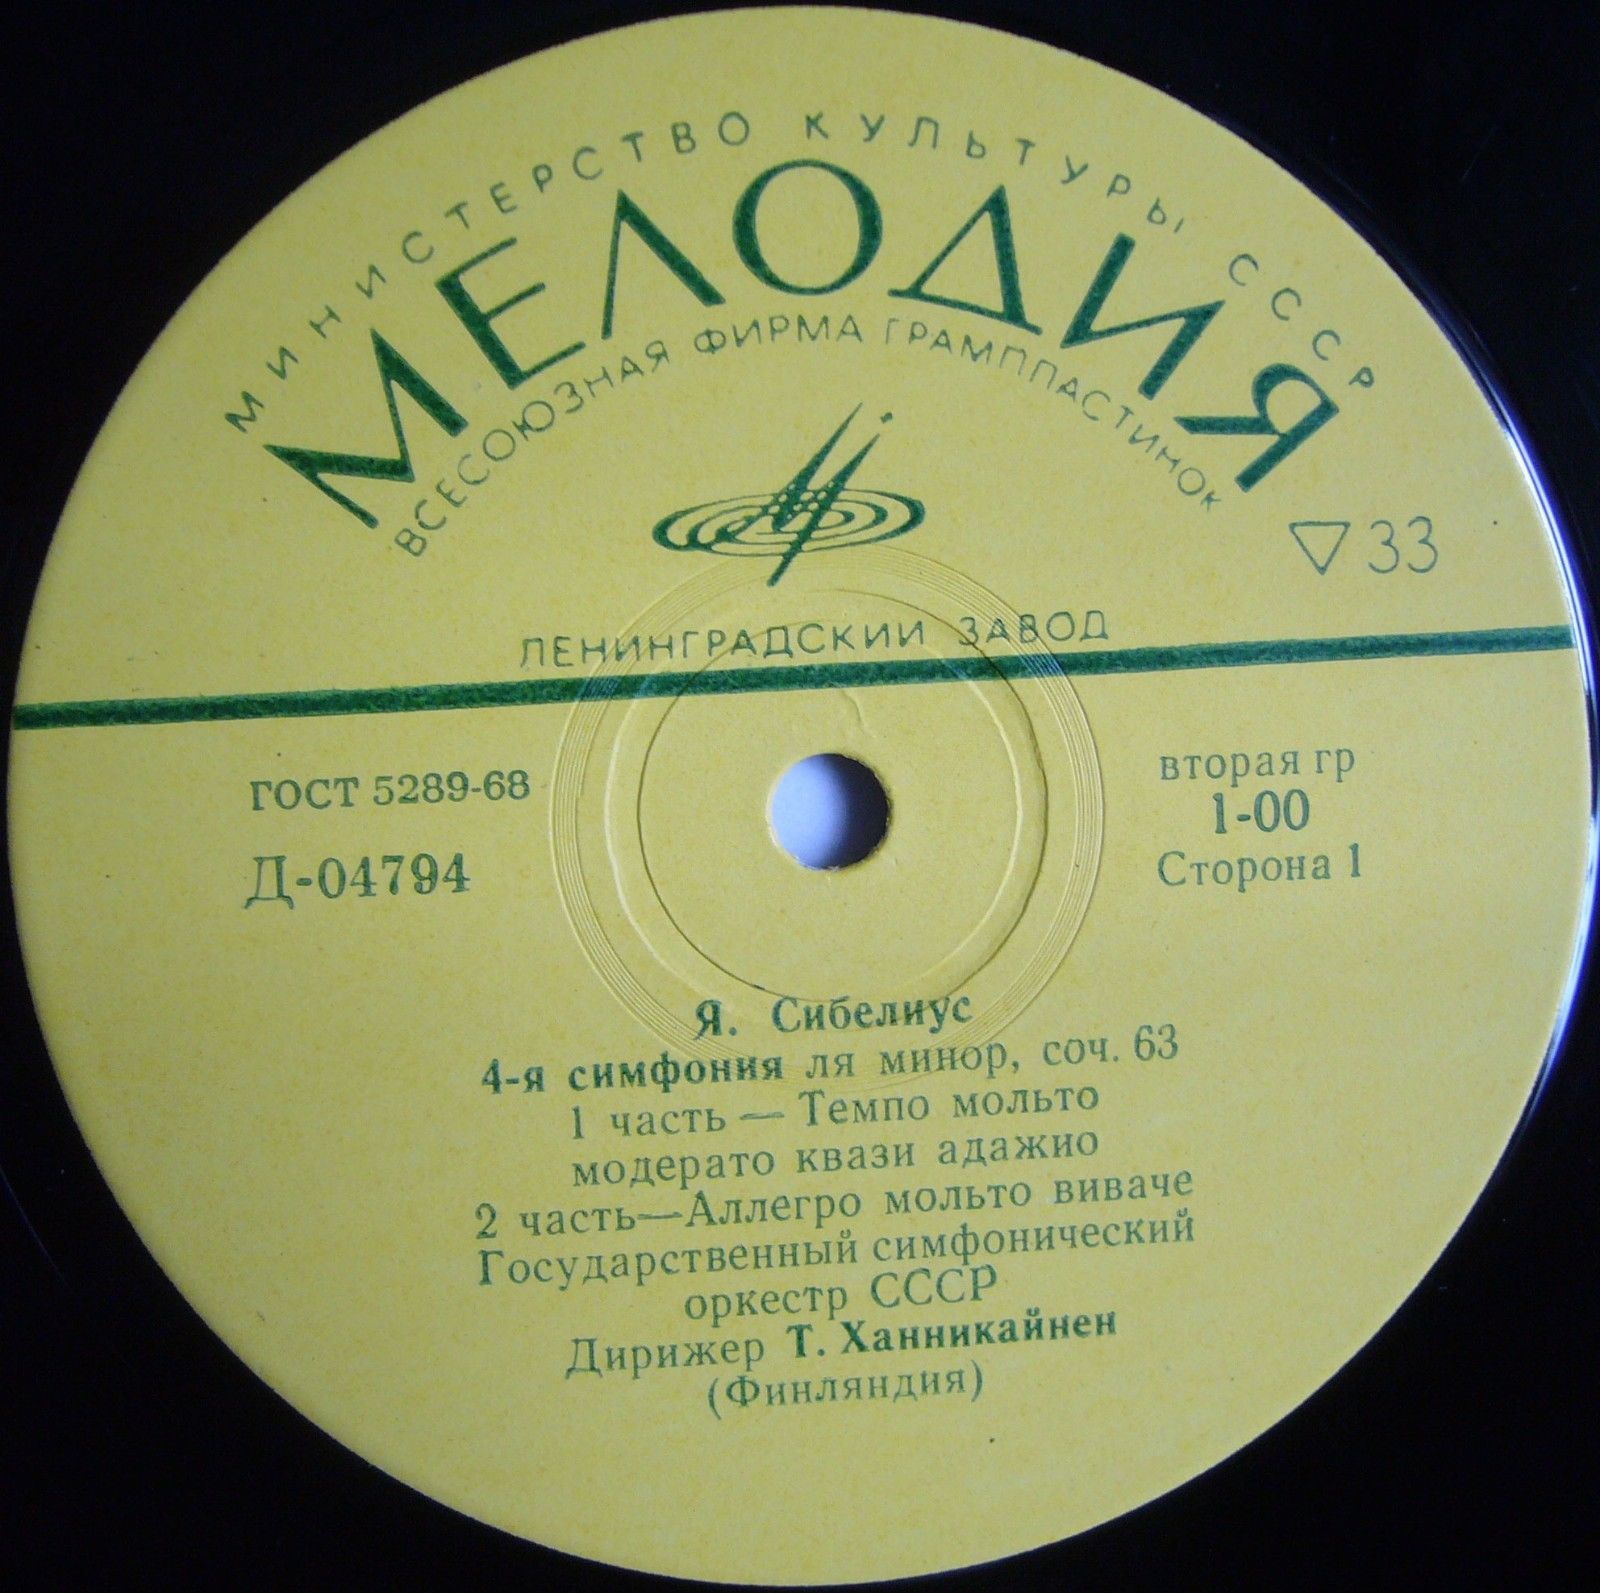 МИНИСТЕРСТВО КУЛЬТУРЫ СССР
МЕЛОДИЯ
ВСЕСОЮЗНАЯ ФИРМА ГРАМПЛАСТИНОК
33
ЛЕНИНГРАДСКИЙ ЗАВОД
ГОСТ 5289-68
вторая гр
1-00
Д-04794
Сторона 1
Я. Сибелиус
4-я симфония ля минор, соч. 63
1 часть — Темпо мольто
модерато квази адажио
2 часть—Аллегро мольто виваче
Государственный симфонический
оркестр СССР
Дирижер Т. Ханникайнен
(Финляндия)